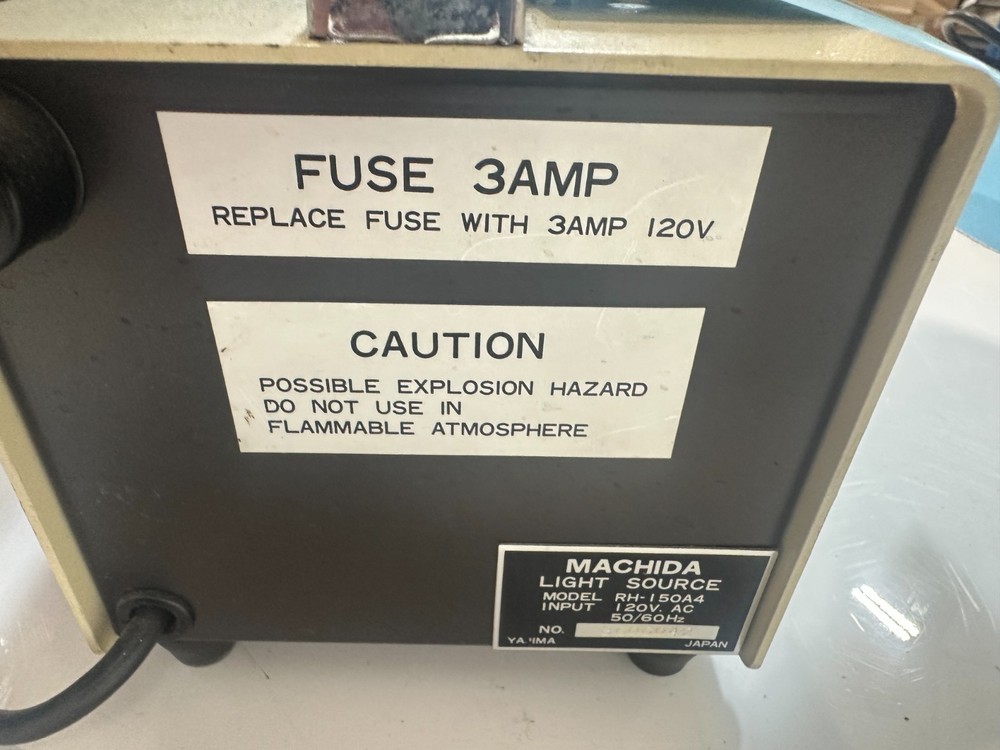 FUSE 3AMP
REPLACE FUSE WITH 3AMP 120V
CAUTION
POSSIBLE EXPLOSION HAZARD
DO NOT USE IN
FLAMMABLE ATMOSPHERE
MACHIDA
LIGHT SOURCE
MODEL RH-150A4
INPUT 120V. AC
50/60Hz
NO.
JAPAN